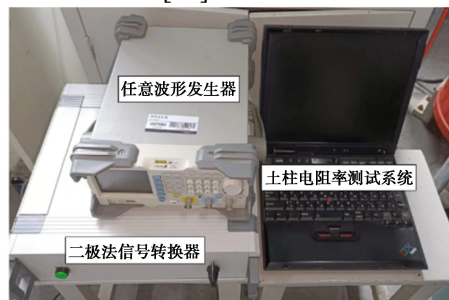 任意波形发生器
土柱电阻率测试系统
二极法信号转换器